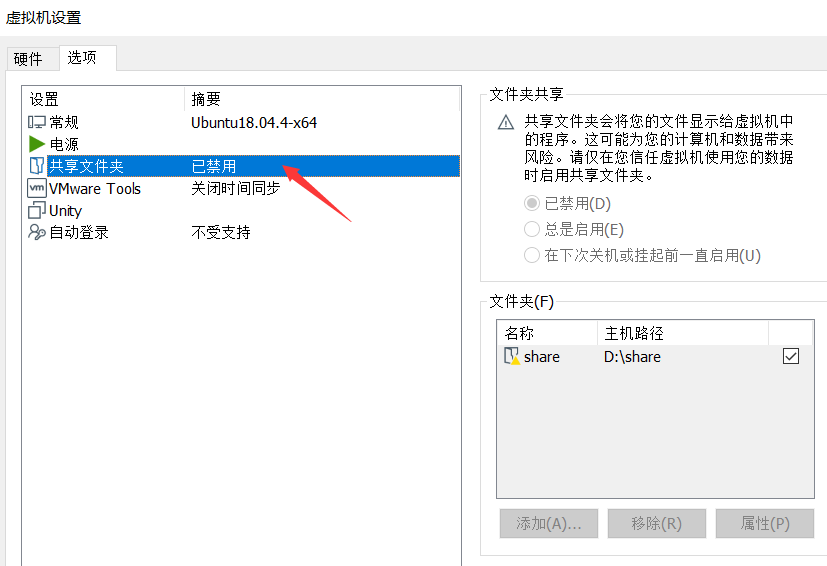 虚拟机设置
硬件 选项
设置 摘要
常规 Ubuntu18.04.4-x64
电源
共享文件夹 已禁用
vm VMware Tools 关闭时间同步
Unity
自动登录 不受支持
文件夹共享
共享文件夹会将您的文件显示给虚拟机中
的程序。这可能为您的计算机和数据带来
风险。请仅在您信任虚拟机使用您的数据
时启用共享文件夹。
已禁用(D)
总是启用(E)
在下次关机或挂起前一直启用(U)
文件夹(F)
名称 主机路径
share D:\share
添加(A)... 移除(R) 属性(P)